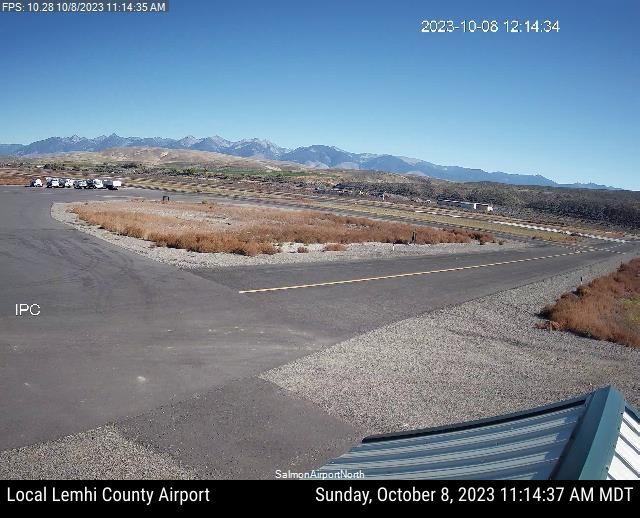 FPS: 10.28 10/8/2023 11:14:35 AM
2023-10-08 12:14:34
IPC
SalmonAirportNorth
Local Lemhi County Airport
Sunday, October 8, 2023 11:14:37 AM MDT